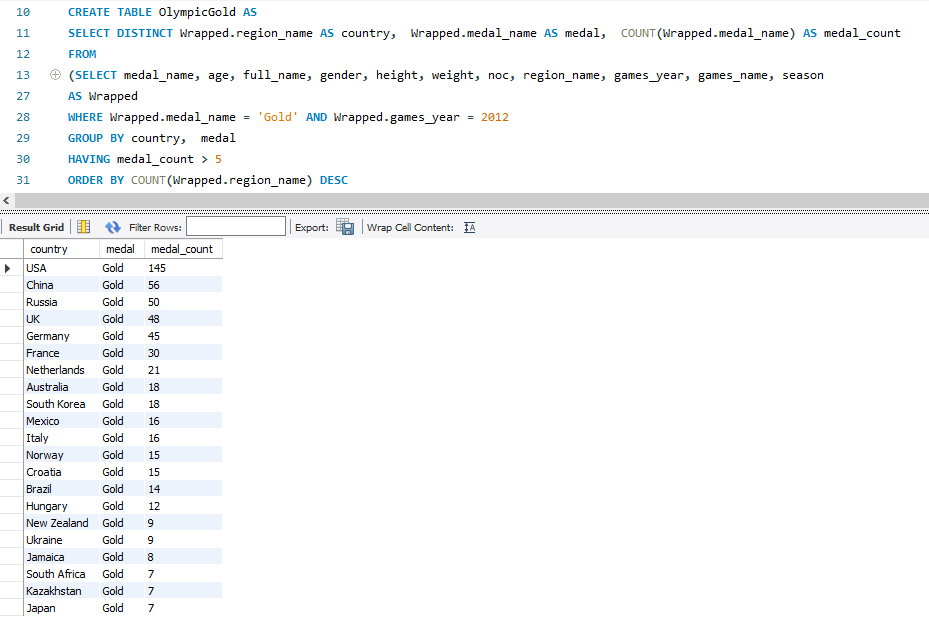 10 CREATE TABLE OlympicGold AS
11 SELECT DISTINCT Wrapped.region_name AS country, Wrapped.medal_name AS medal, COUNT(Wrapped.medal_name) AS medal_count
12 FROM
13 (SELECT medal_name, age, full_name, gender, height, weight, noc, region_name, games_year, games_name, season
27 AS Wrapped
28 WHERE Wrapped.medal_name = 'Gold' AND Wrapped.games_year = 2012
29 GROUP BY country, medal
30 HAVING medal_count > 5
31 ORDER BY COUNT(Wrapped.region_name) DESC
Result Grid Filter Rows: Export: Wrap Cell Content: IA
country medal medal_count
USA Gold 145
China Gold 56
Russia Gold 50
UK Gold 48
Germany Gold 45
France Gold 30
Netherlands Gold 21
Australia Gold 18
South Korea Gold 18
Mexico Gold 16
Italy Gold 16
Norway Gold 15
Croatia Gold 15
Brazil Gold 14
Hungary Gold 12
New Zealand Gold 9
Ukraine Gold 9
Jamaica Gold 8
South Africa Gold 7
Kazakhstan Gold 7
Japan Gold 7